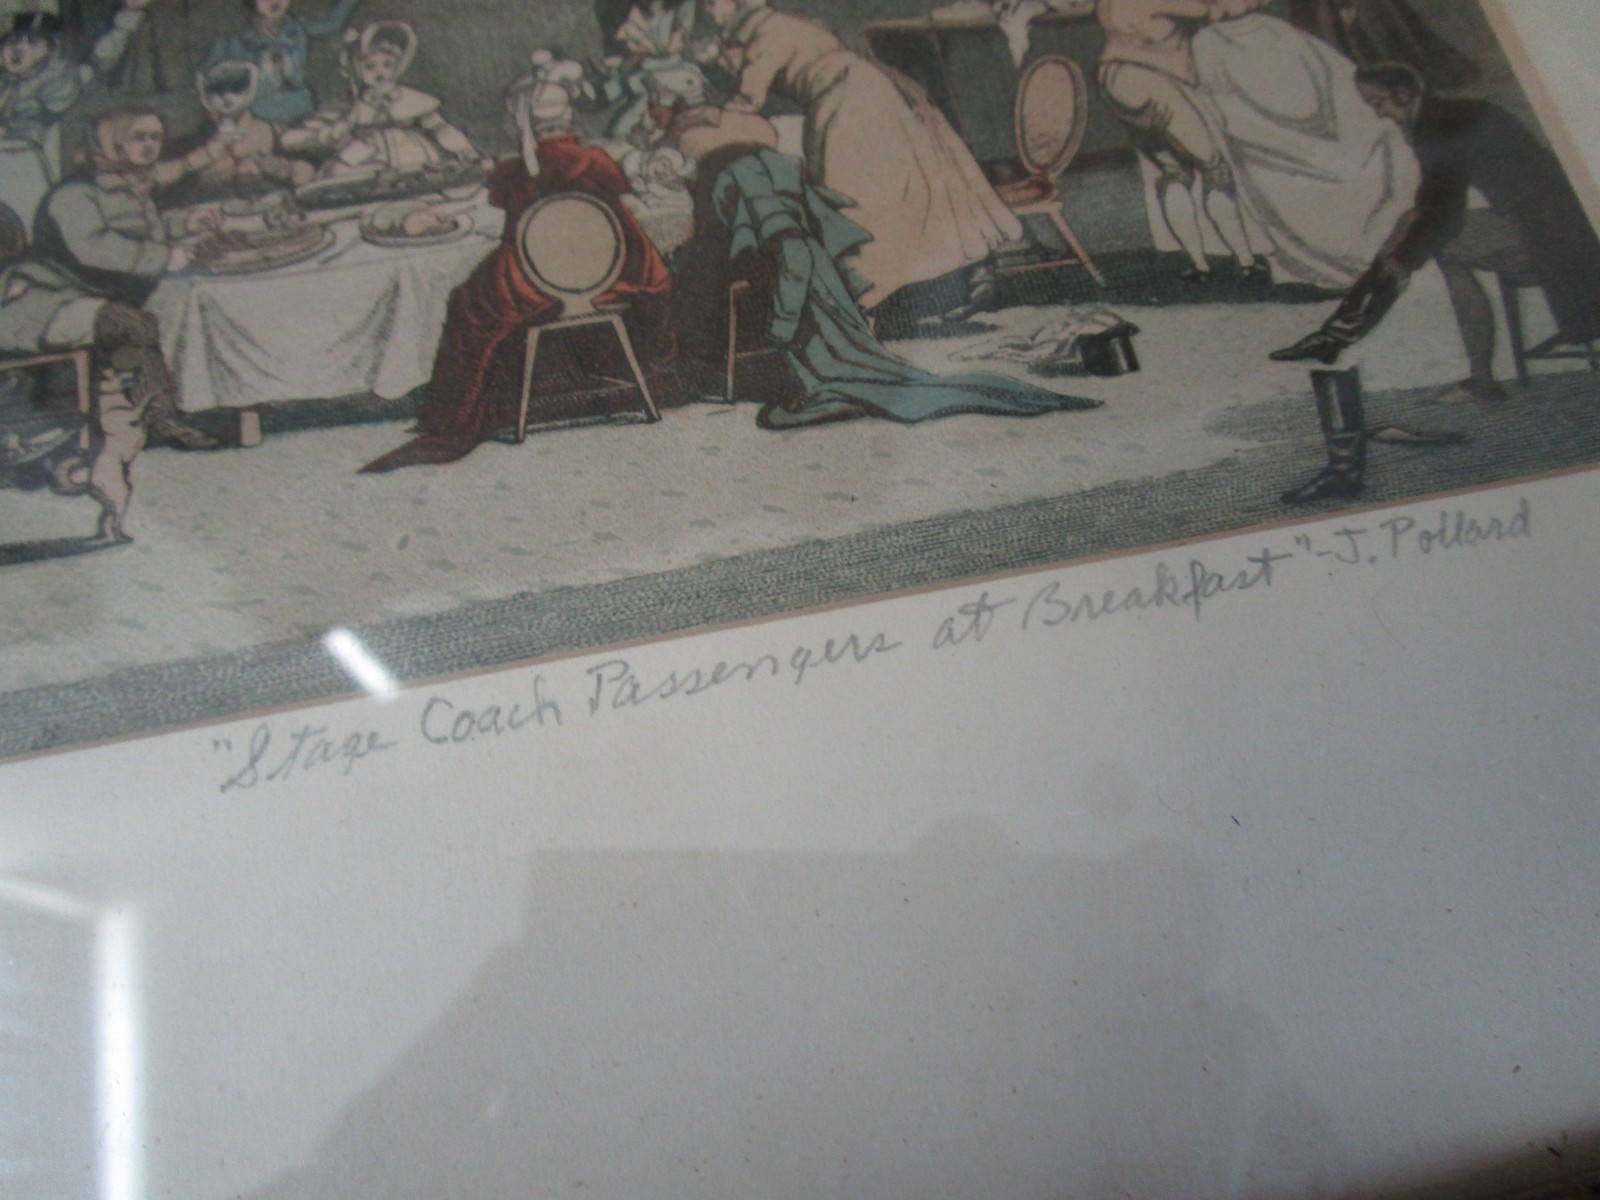 "Stage Coach Passengers at Breakfast" - J. Pollard